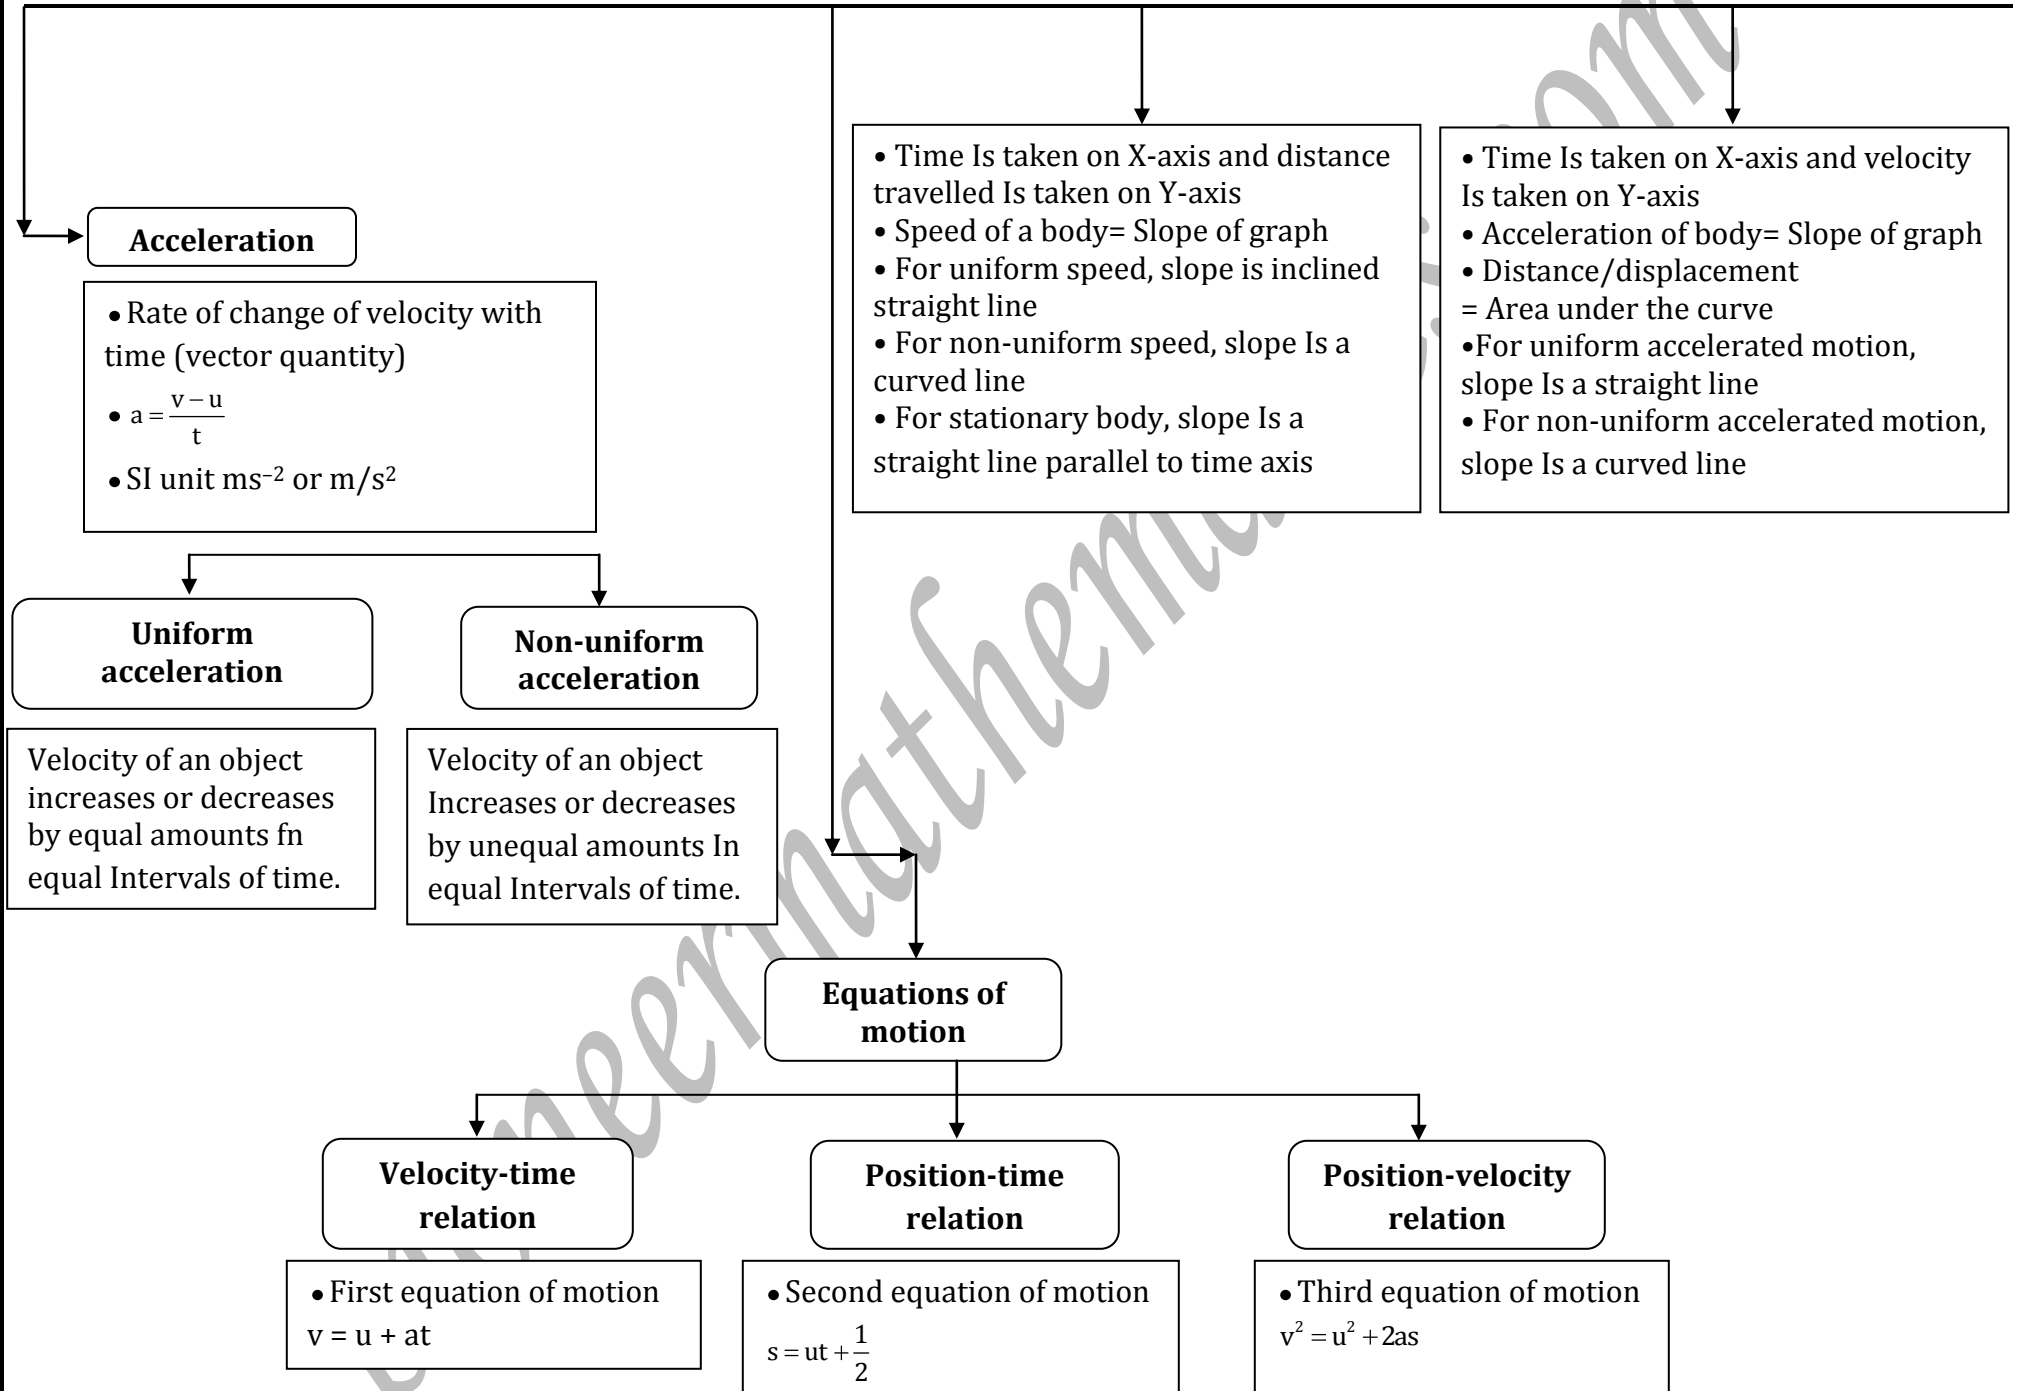 Acceleration
• Rate of change of velocity with
time (vector quantity)
• a = (v – u)/t
• SI unit ms⁻² or m/s²
• Time Is taken on X-axis and distance
travelled Is taken on Y-axis
• Speed of a body= Slope of graph
• For uniform speed, slope is inclined
straight line
• For non-uniform speed, slope Is a
curved line
• For stationary body, slope Is a
straight line parallel to time axis
• Time Is taken on X-axis and velocity
Is taken on Y-axis
• Acceleration of body= Slope of graph
• Distance/displacement
= Area under the curve
•For uniform accelerated motion,
slope Is a straight line
• For non-uniform accelerated motion,
slope Is a curved line
Uniform
acceleration
Non-uniform
acceleration
Velocity of an object
increases or decreases
by equal amounts fn
equal Intervals of time.
Velocity of an object
Increases or decreases
by unequal amounts In
equal Intervals of time.
Equations of
motion
Velocity-time
relation
Position-time
relation
Position-velocity
relation
• First equation of motion
v = u + at
• Second equation of motion
s = ut + 1/2
• Third equation of motion
v² = u² + 2as